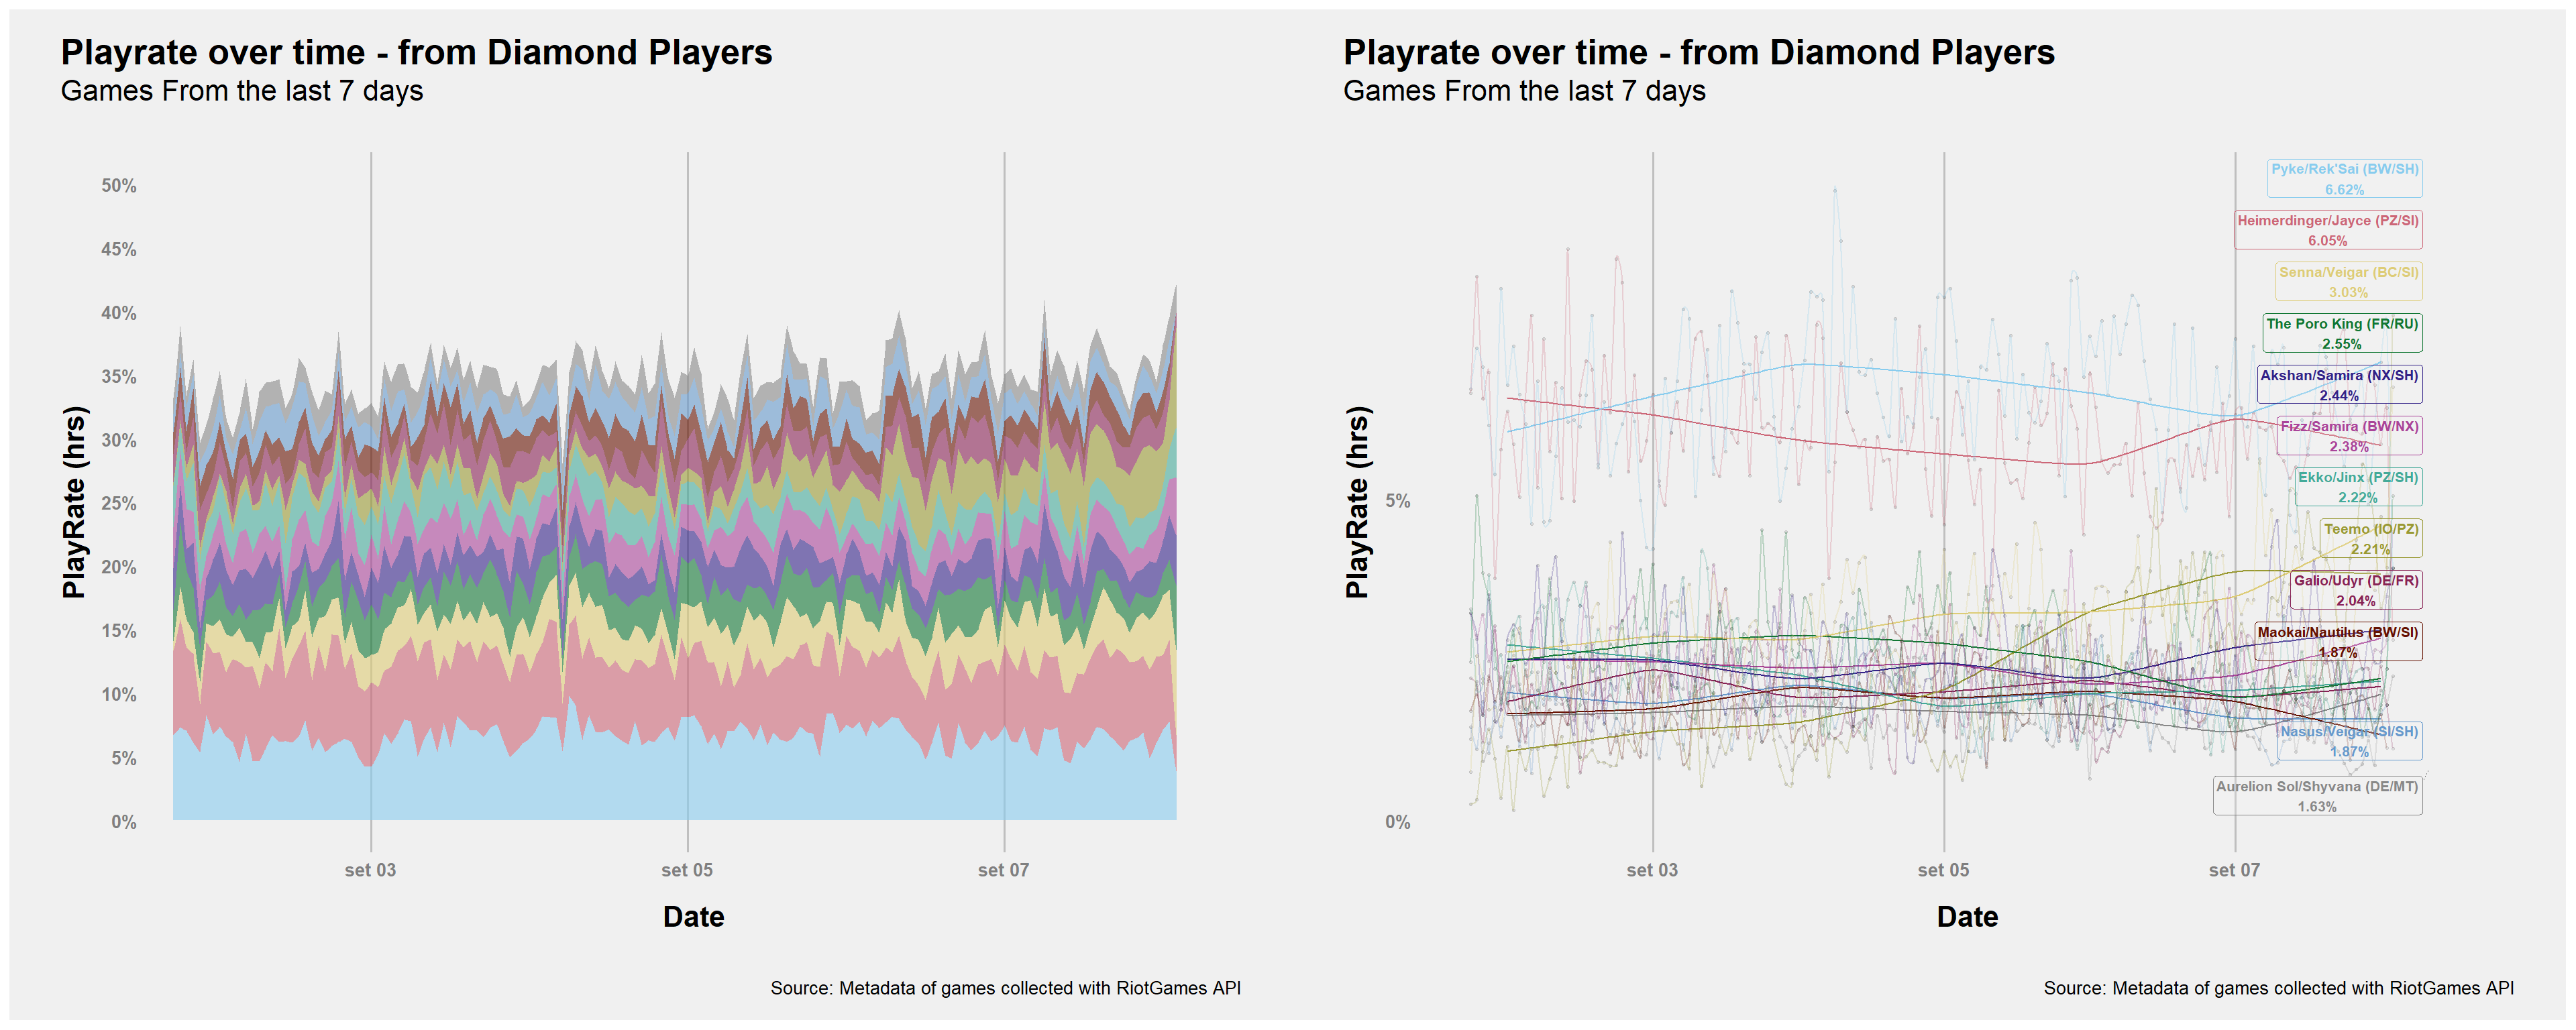 Playrate over time - from Diamond Players
Games From the last 7 days
PlayRate (hrs)
50%
45%
40%
35%
30%
25%
20%
15%
10%
5%
0%
set 03
set 05
set 07
Date
Source: Metadata of games collected with RiotGames API
Playrate over time - from Diamond Players
Games From the last 7 days
PlayRate (hrs)
5%
0%
Pyke/Rek'Sai (BW/SH)
6.62%
Heimerdinger/Jayce (PZ/SI)
6.05%
Senna/Veigar (BC/SI)
3.03%
The Poro King (FR/RU)
2.55%
Akshan/Samira (NX/SH)
2.44%
Fizz/Samira (BW/NX)
2.38%
Ekko/Jinx (PZ/SH)
2.22%
Teemo (IO/PZ)
2.21%
Galio/Udyr (DE/FR)
2.04%
Maokai/Nautilus (BW/SI)
1.87%
Nasus/Veigar (SI/SH)
1.87%
Aurelion Sol/Shyvana (DE/MT)
1.63%
set 03
set 05
set 07
Date
Source: Metadata of games collected with RiotGames API